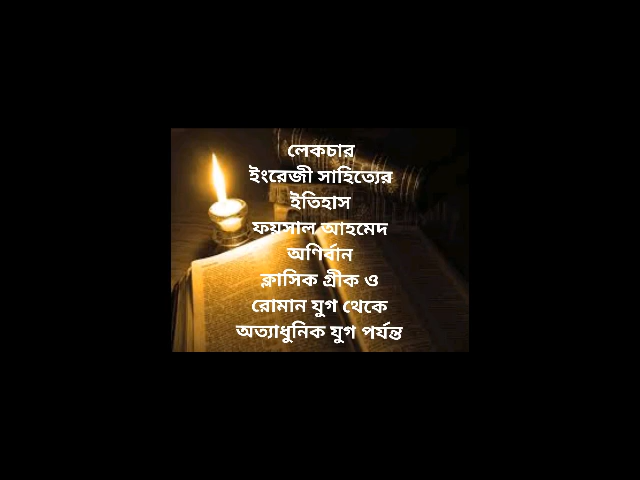 লেকচার
ইংরেজী সাহিত্যের
ইতিহাস
ফয়সাল আহমেদ
অণির্বান
ক্লাসিক গ্রীক ও
রোমান যুগ থেকে
অত্যাধুনিক যুগ পর্যন্ত